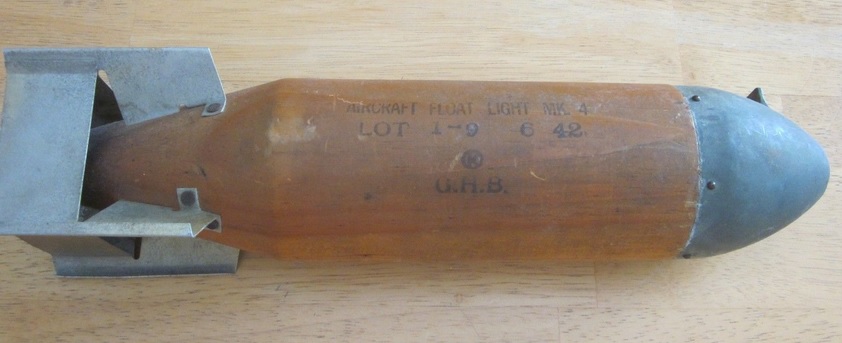 AIRCRAFT FLOAT LIGHT MK. 4
LOT 1-9 6 42
K
G.H.B.